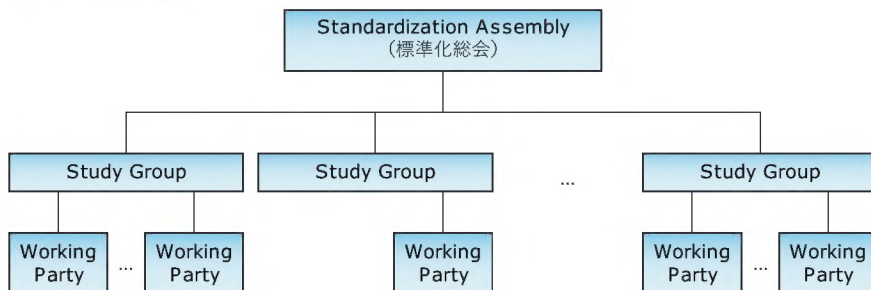 Standardization Assembly
(標準化総会)
Study Group
Study Group
...
Study Group
Working
Party
...
Working
Party
Working
Party
Working
Party
...
Working
Party